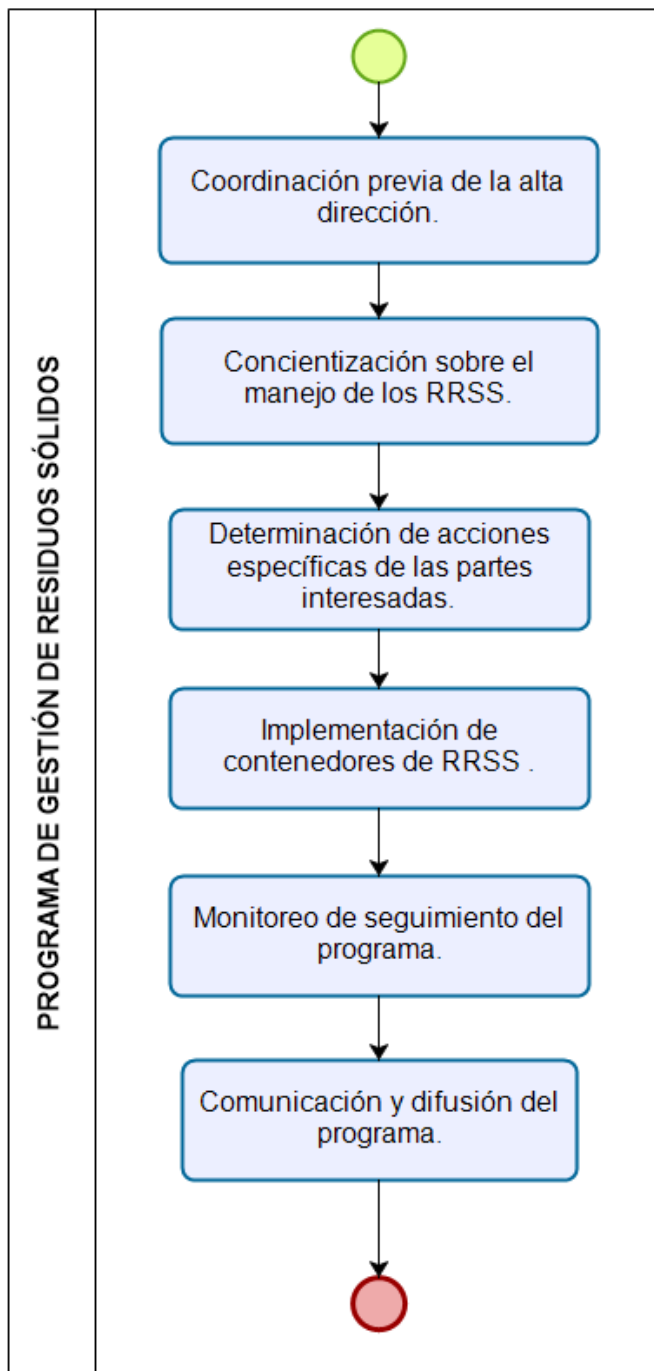 PROGRAMA DE GESTIÓN DE RESIDUOS SÓLIDOS
Coordinación previa de la alta
dirección.
Concientización sobre el
manejo de los RRSS.
Determinación de acciones
específicas de las partes
interesadas.
Implementación de
contenedores de RRSS .
Monitoreo de seguimiento del
programa.
Comunicación y difusión del
programa.